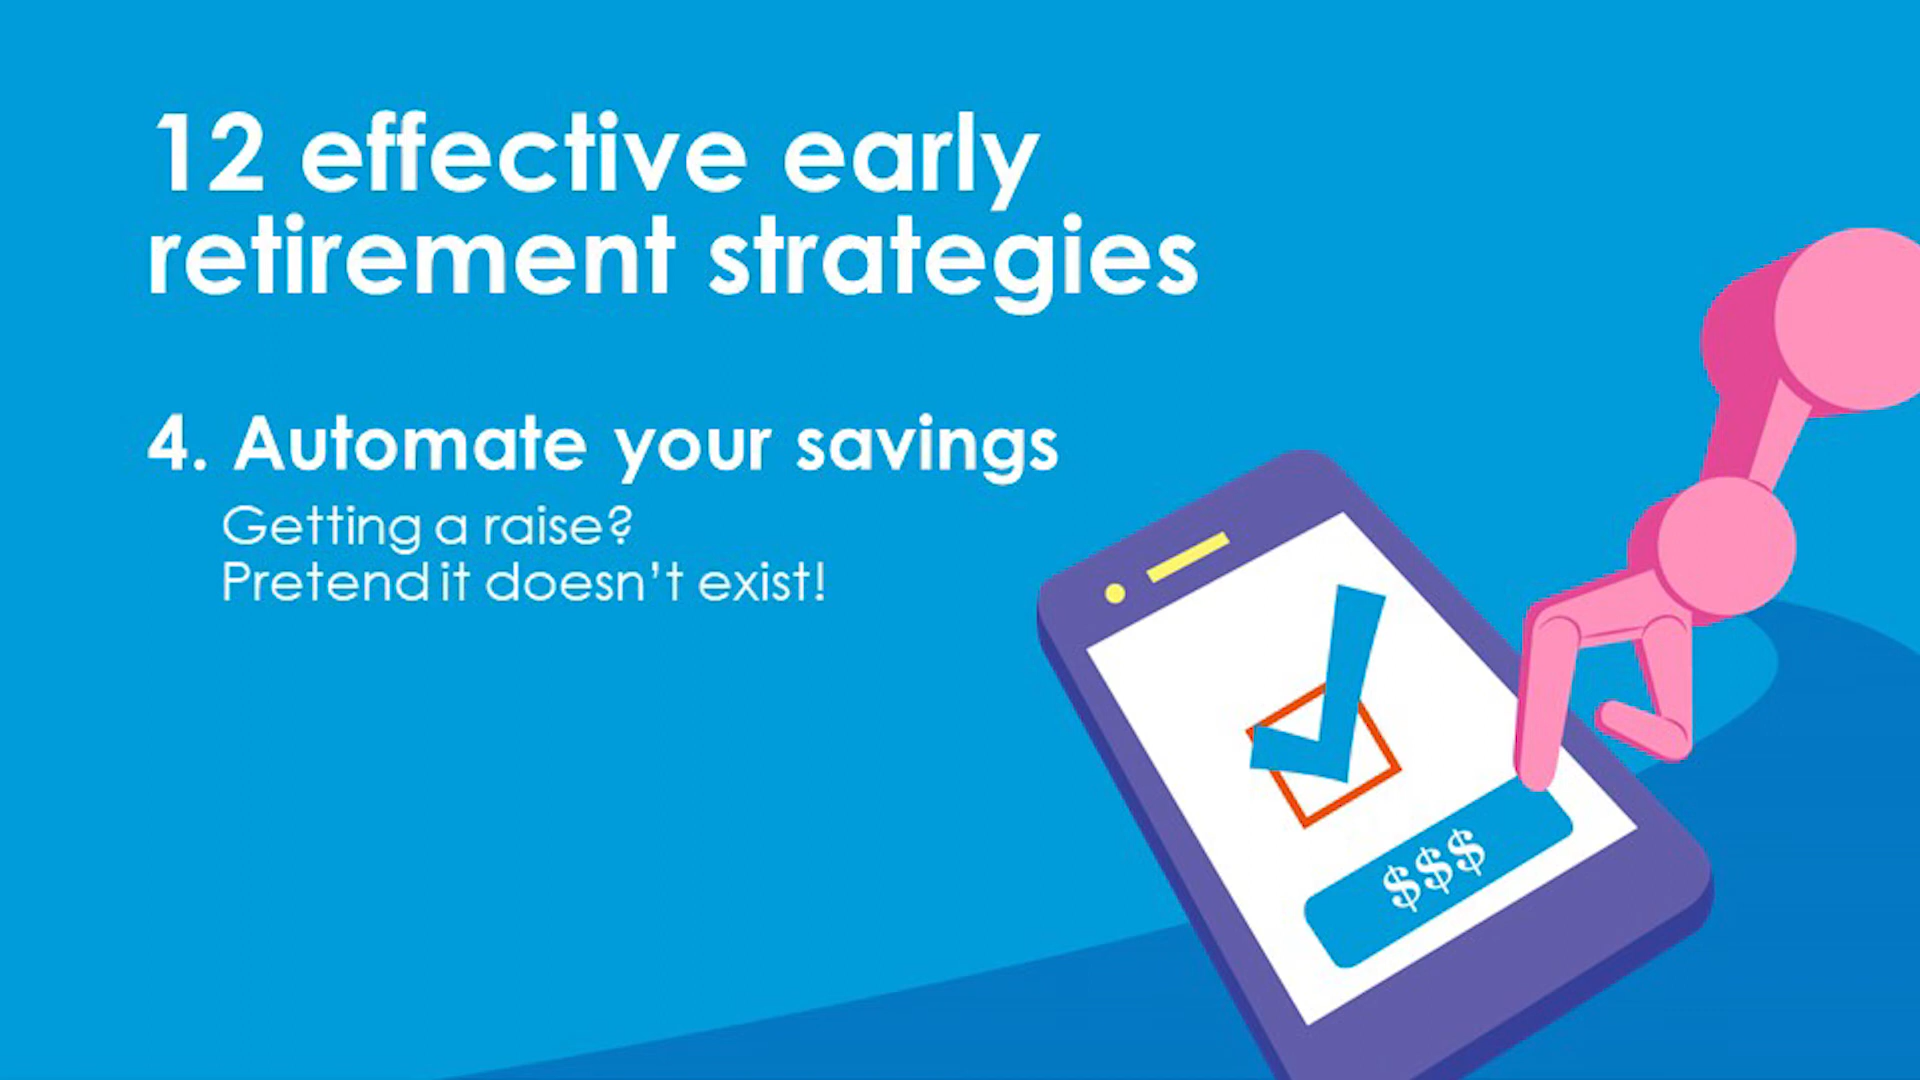 12 effective early
retirement strategies
4. Automate your savings
Getting a raise?
Pretend it doesn’t exist!
$$$